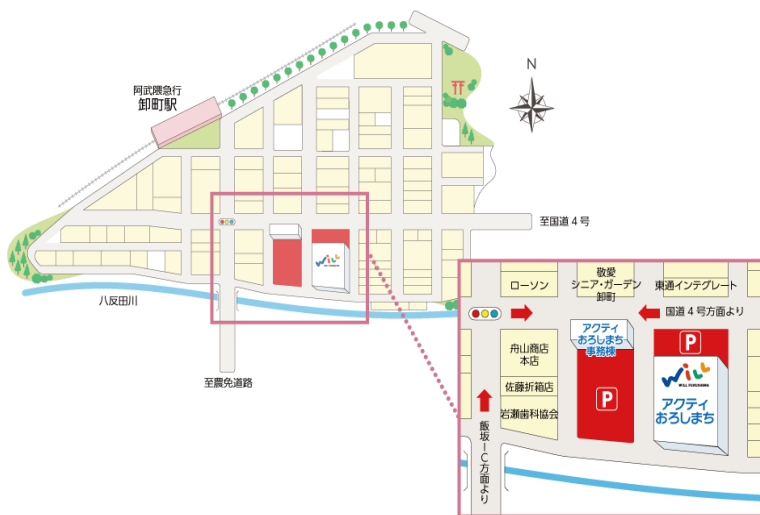 N
阿武隈急行
卸町駅
至国道4号
八反田川
至農免道路
WiLL
WILL FUKUSHIMA
ローソン
敬愛
シニア・ガーデン
卸町
東通インテグレート
国道4号方面より
アクティ
おろしまち
事務棟
舟山商店
本店
佐藤折箱店
岩瀬歯科協会
P
P
WiLL
WILL FUKUSHIMA
アクティ
おろしまち
飯坂IC方面より